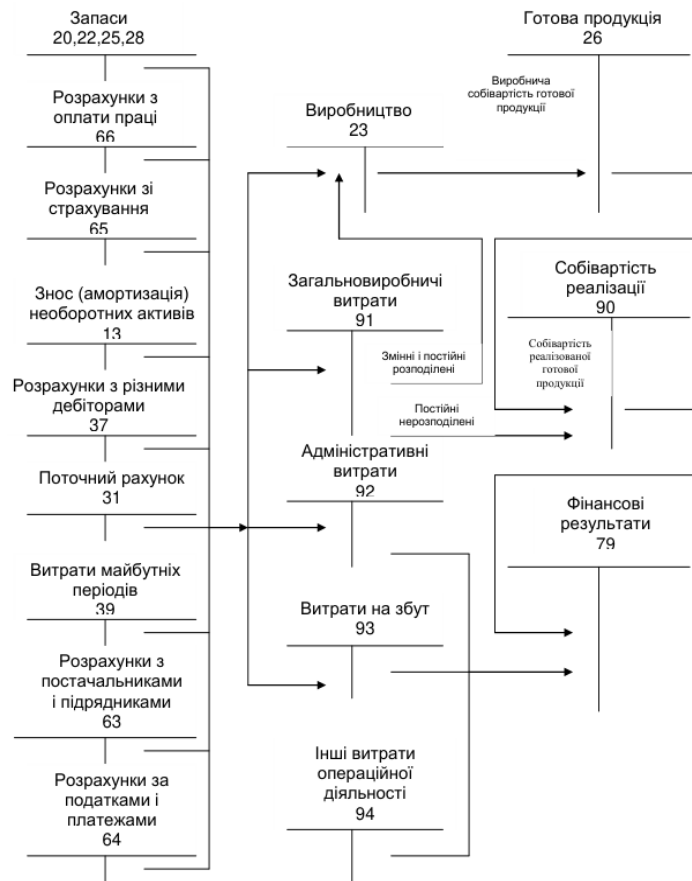 Запаси
20,22,25,28
Розрахунки з
оплати праці
66
Розрахунки зі
страхування
65
Знос (амортизація)
необоротних активів
13
Розрахунки з різними
дебіторами
37
Поточний рахунок
31
Витрати майбутніх
періодів
39
Розрахунки з
постачальниками
і підрядниками
63
Розрахунки за
податками і
платежами
64
Виробництво
23
Загальновиробничі
витрати
91
Змінні і постійні
розподілені
Постійні
нерозподілені
Адміністративні
витрати
92
Витрати на збут
93
Інші витрати
операційної
діяльності
94
Готова продукція
26
Виробнича
собівартість готової
продукції
Собівартість
реалізації
90
Собівартість
реалізованої
готової
продукції
Фінансові
результати
79